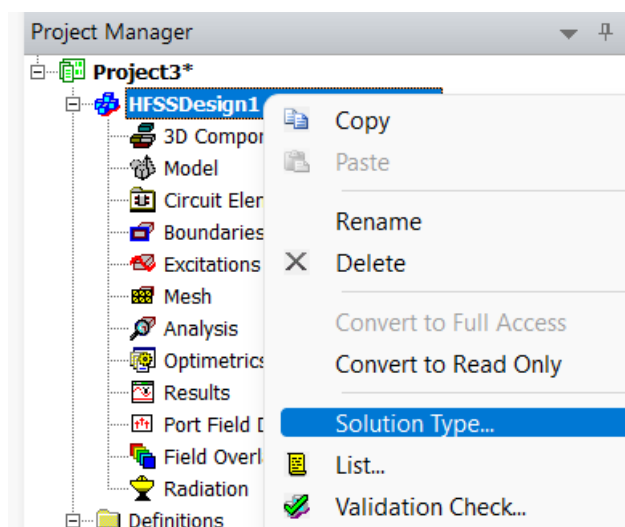 Project Manager
Project3*
HFSSDesign1
3D Compor
Model
Circuit Eler
Boundaries
Excitations
Mesh
Analysis
Optimetrics
Results
Port Field D
Field Overl
Radiation
Definitions
Copy
Paste
Rename
Delete
Convert to Full Access
Convert to Read Only
Solution Type...
List...
Validation Check...